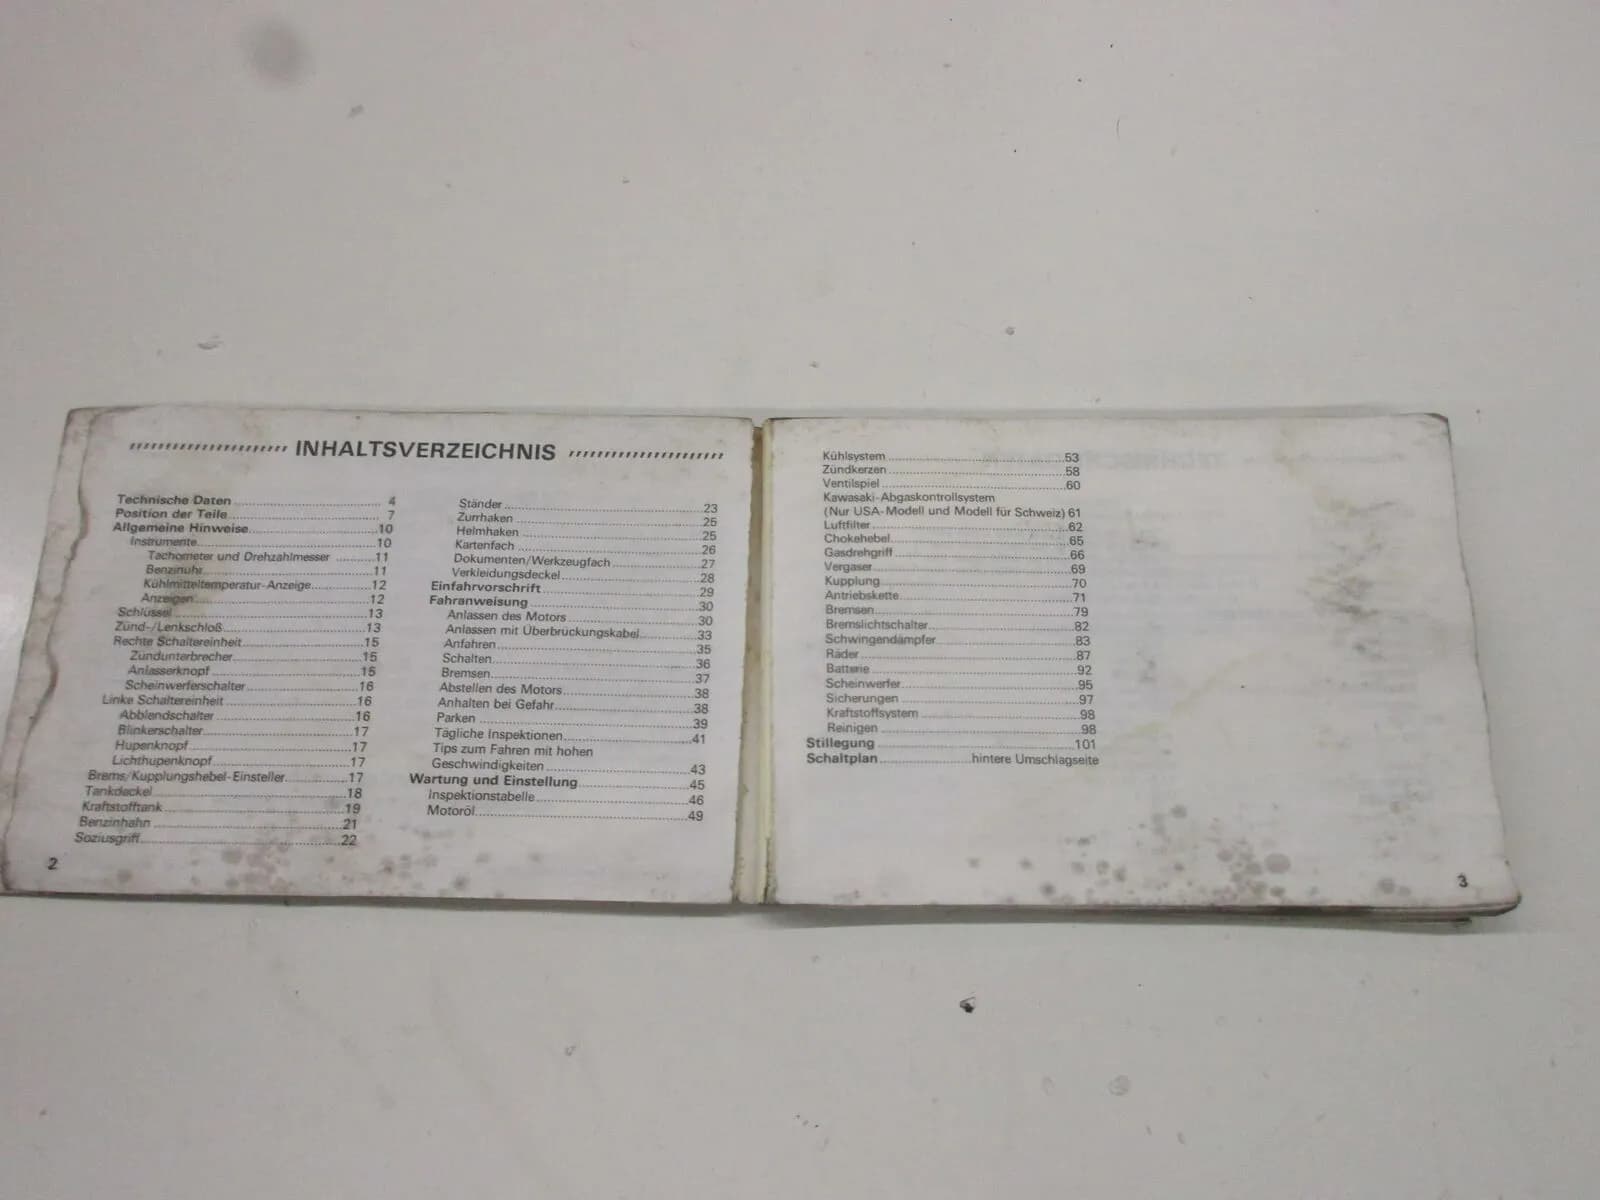 INHALTSVERZEICHNIS
Technische Daten 4
Position der Teile 7
Allgemeine Hinweise 10
Instrumente 10
Tachometer und Drehzahlmesser 11
Benzinuhr 11
Kühlmitteltemperatur-Anzeige 12
Anzeigen 12
Schlüssel 13
Zünd-/Lenkschloß 13
Rechte Schaltereinheit 15
Zündunterbrecher 15
Anlasserknopf 15
Scheinwerferschalter 16
Linke Schaltereinheit 16
Abblendschalter 16
Blinkerschalter 17
Hupenknopf 17
Lichthupenknopf 17
Brems/Kupplungshebel-Einsteller 17
Tankdeckel 18
Kraftstofftank 19
Benzinhahn 21
Soziusgriff 22
2
Ständer 23
Zurrhaken 25
Helmhaken 25
Kartenfach 26
Dokumenten/Werkzeugfach 27
Verkleidungsdeckel 28
Einfahrvorschrift 29
Fahranweisung 30
Anlassen des Motors 30
Anlassen mit Überbrückungskabel 33
Anfahren 35
Schalten 36
Bremsen 37
Abstellen des Motors 38
Anhalten bei Gefahr 38
Parken 39
Tägliche Inspektionen 41
Tips zum Fahren mit hohen
Geschwindigkeiten 43
Wartung und Einstellung 45
Inspektionstabelle 46
Motoröl 49
Kühlsystem 53
Zündkerzen 58
Ventilspiel 60
Kawasaki-Abgaskontrollsystem
(Nur USA-Modell und Modell für Schweiz) 61
Luftfilter 62
Chokehebel 65
Gasdrehgriff 66
Vergaser 69
Kupplung 70
Antriebskette 71
Bremsen 79
Bremslichtschalter 82
Schwingendämpfer 83
Räder 87
Batterie 92
Scheinwerfer 95
Sicherungen 97
Kraftstoffsystem 98
Reinigen 98
Stillegung 101
Schaltplan hintere Umschlagseite
3